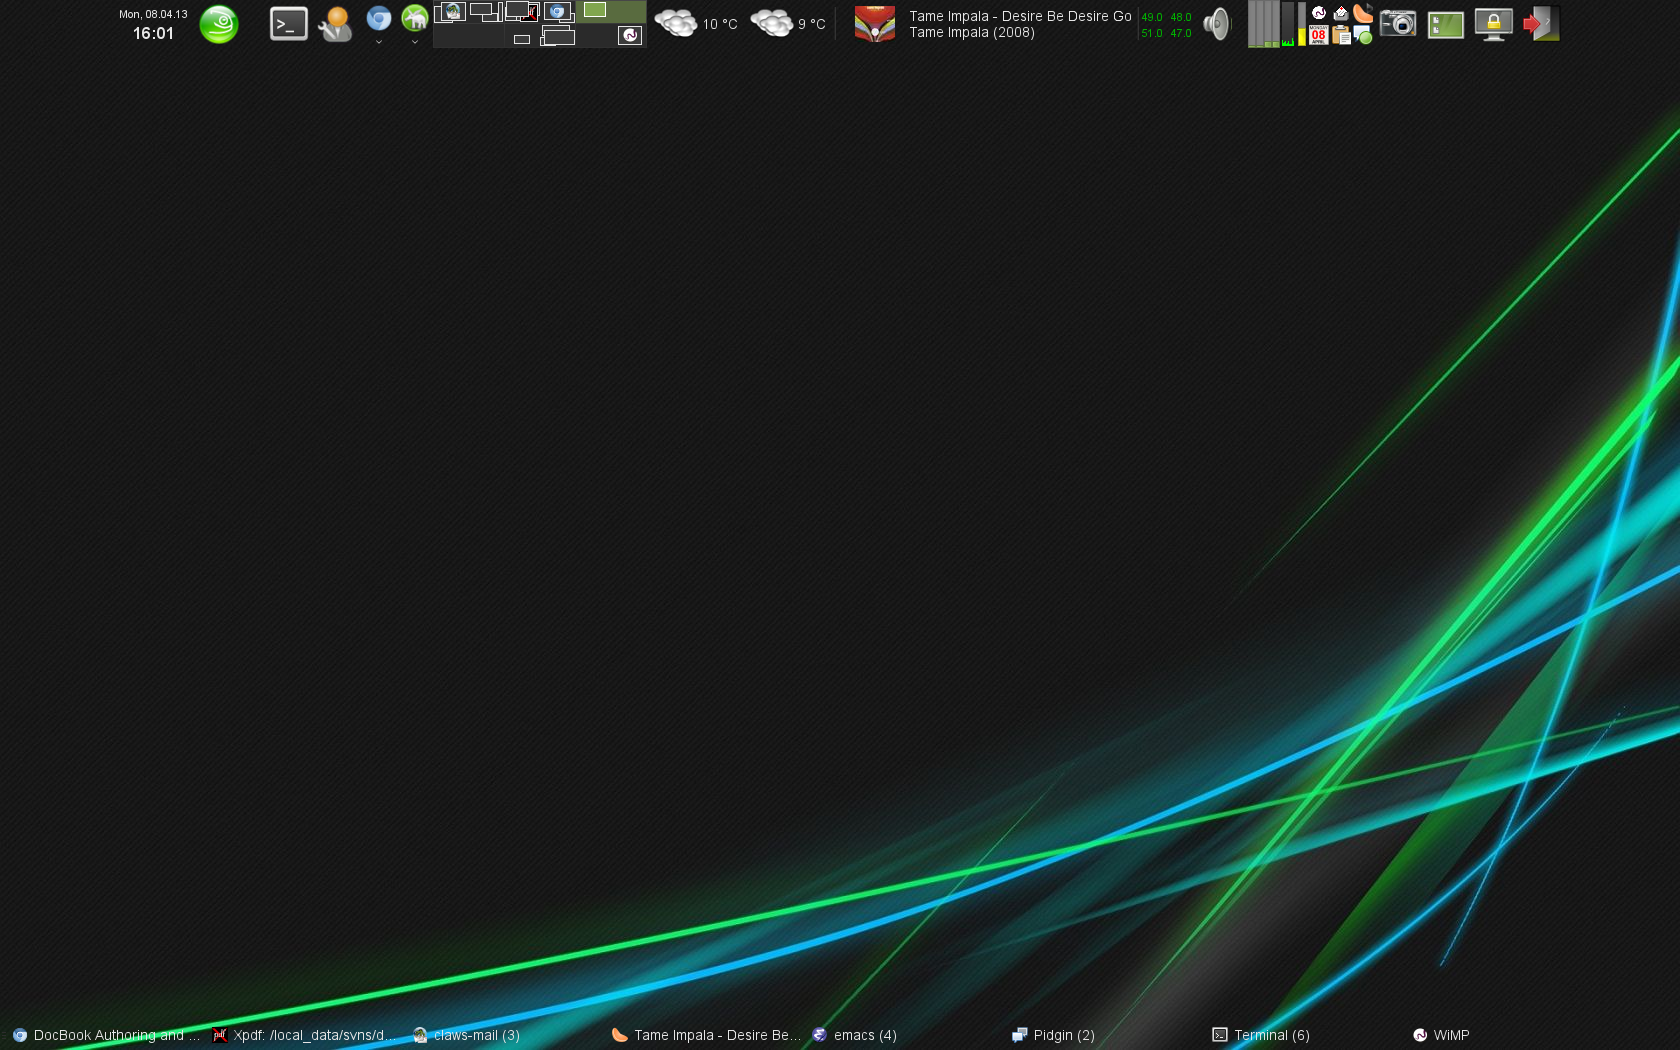 Mon, 08.04.13
16:01
10 °C
9 °C
Tame Impala - Desire Be Desire Go
Tame Impala (2008)
49.0 48.0
51.0 47.0
08
APRIL
DocBook Authoring and ...
Xpdf: /local_data/svns/d...
claws-mail (3)
Tame Impala - Desire Be...
emacs (4)
Pidgin (2)
Terminal (6)
WiMP